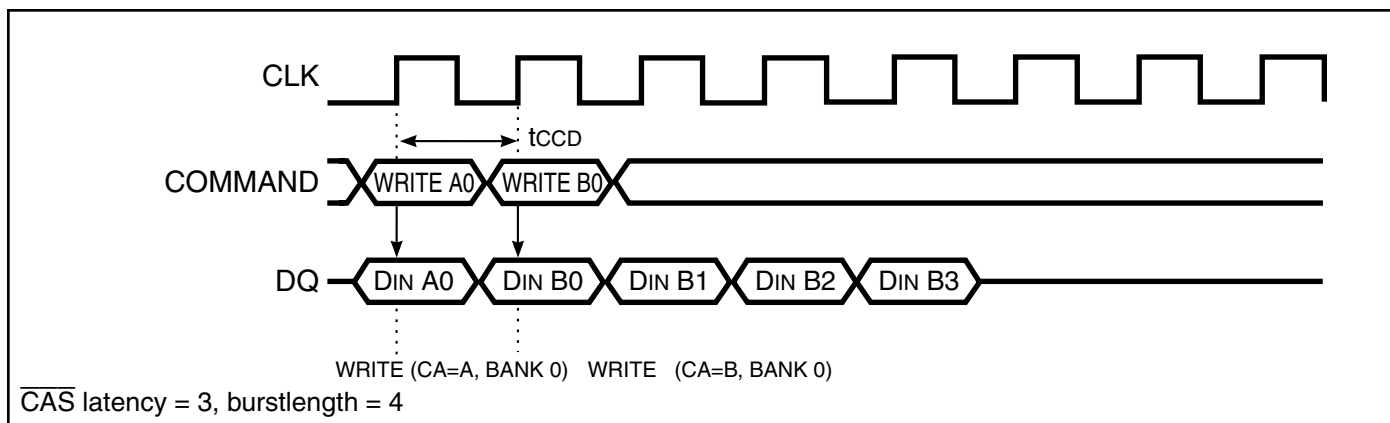 CLK
tCCD
COMMAND WRITE A0 WRITE B0
DQ DIN A0 DIN B0 DIN B1 DIN B2 DIN B3
WRITE (CA=A, BANK 0) WRITE (CA=B, BANK 0)
C̅A̅S̅ latency = 3, burstlength = 4